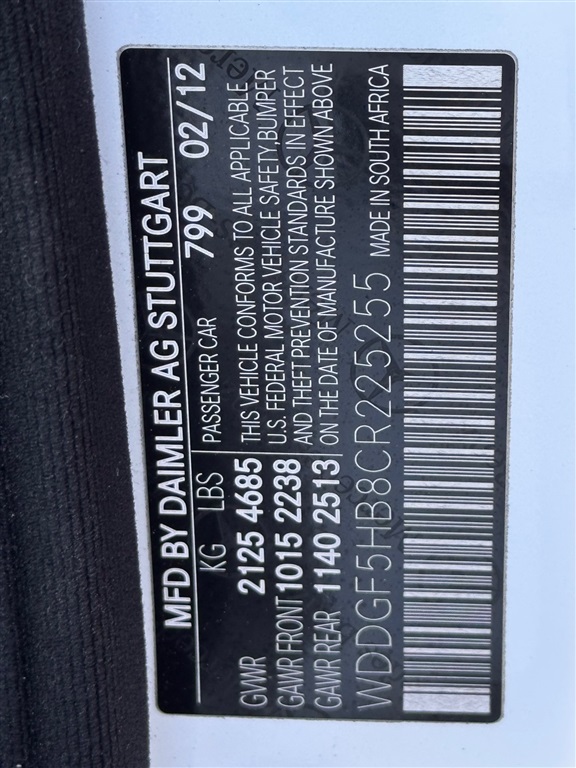 MFD BY DAIMLER AG STUTTGART
KG LBS PASSENGER CAR 799 02/12
GWR 2125 4685 THIS VEHICLE CONFORMS TO ALL APPLICABLE
GAWR FRONT 1015 2238 U.S. FEDERAL MOTOR VEHICLE SAFETY,BUMPER
AND THEFT PREVENTION STANDARDS IN EFFECT
GAWR REAR 1140 2513 ON THE DATE OF MANUFACTURE SHOWN ABOVE
WDDGF5HB8CR225255 MADE IN SOUTH AFRICA